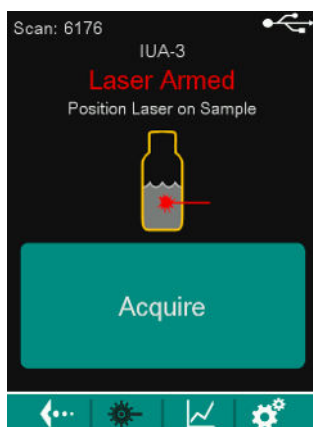 Scan: 6176
IUA-3
Laser Armed
Position Laser on Sample
Acquire